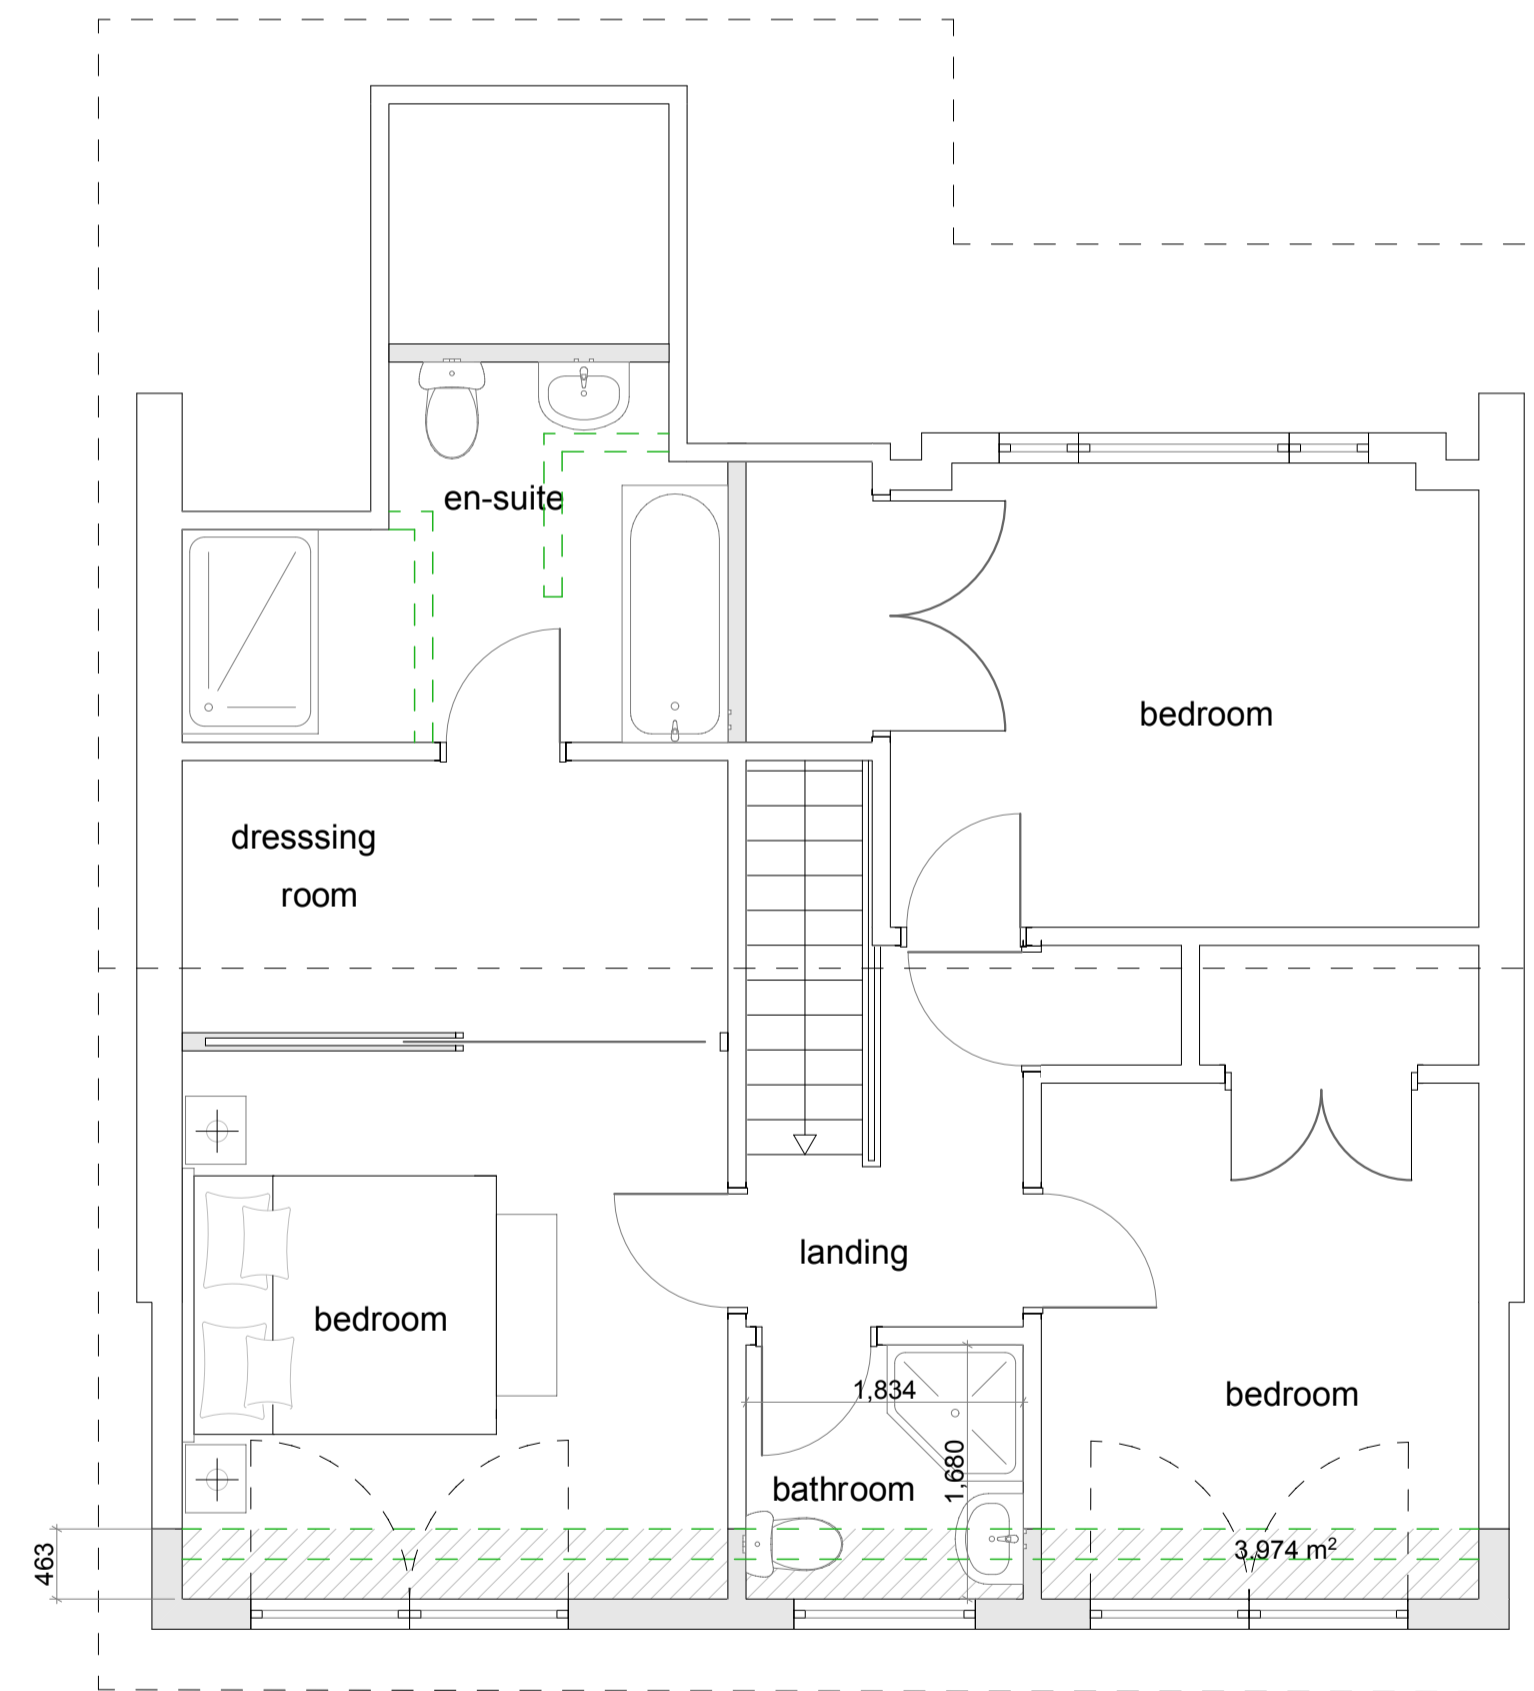 en-suite
bedroom
dresssing
room
landing
bedroom
bedroom
1,834
1,680
bathroom
463
3.974 m²